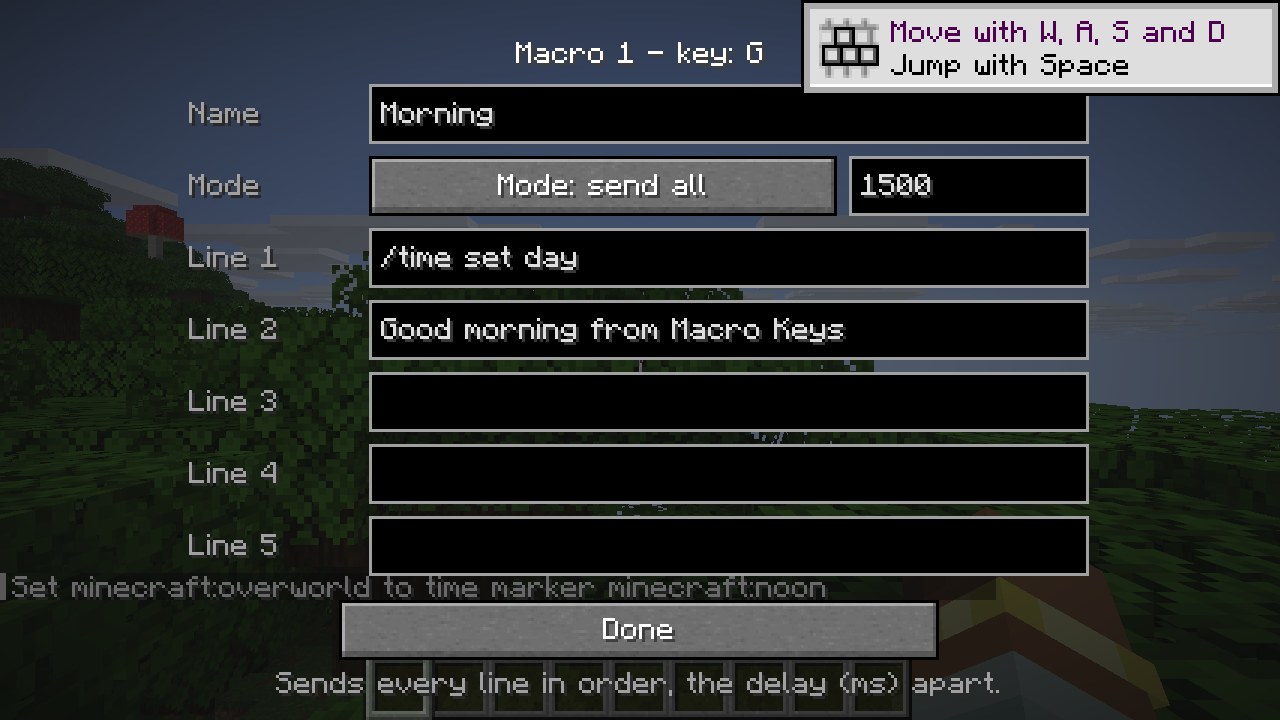 Move with W, A, S and D
Jump with Space
Macro 1 - key: G
Name
Morning
Mode
Mode: send all
1500
Line 1
/time set day
Line 2
Good morning from Macro Keys
Line 3
Line 4
Line 5
Set minecraft:overworld to time marker minecraft:noon
Done
Sends every line in order, the delay (ms) apart.